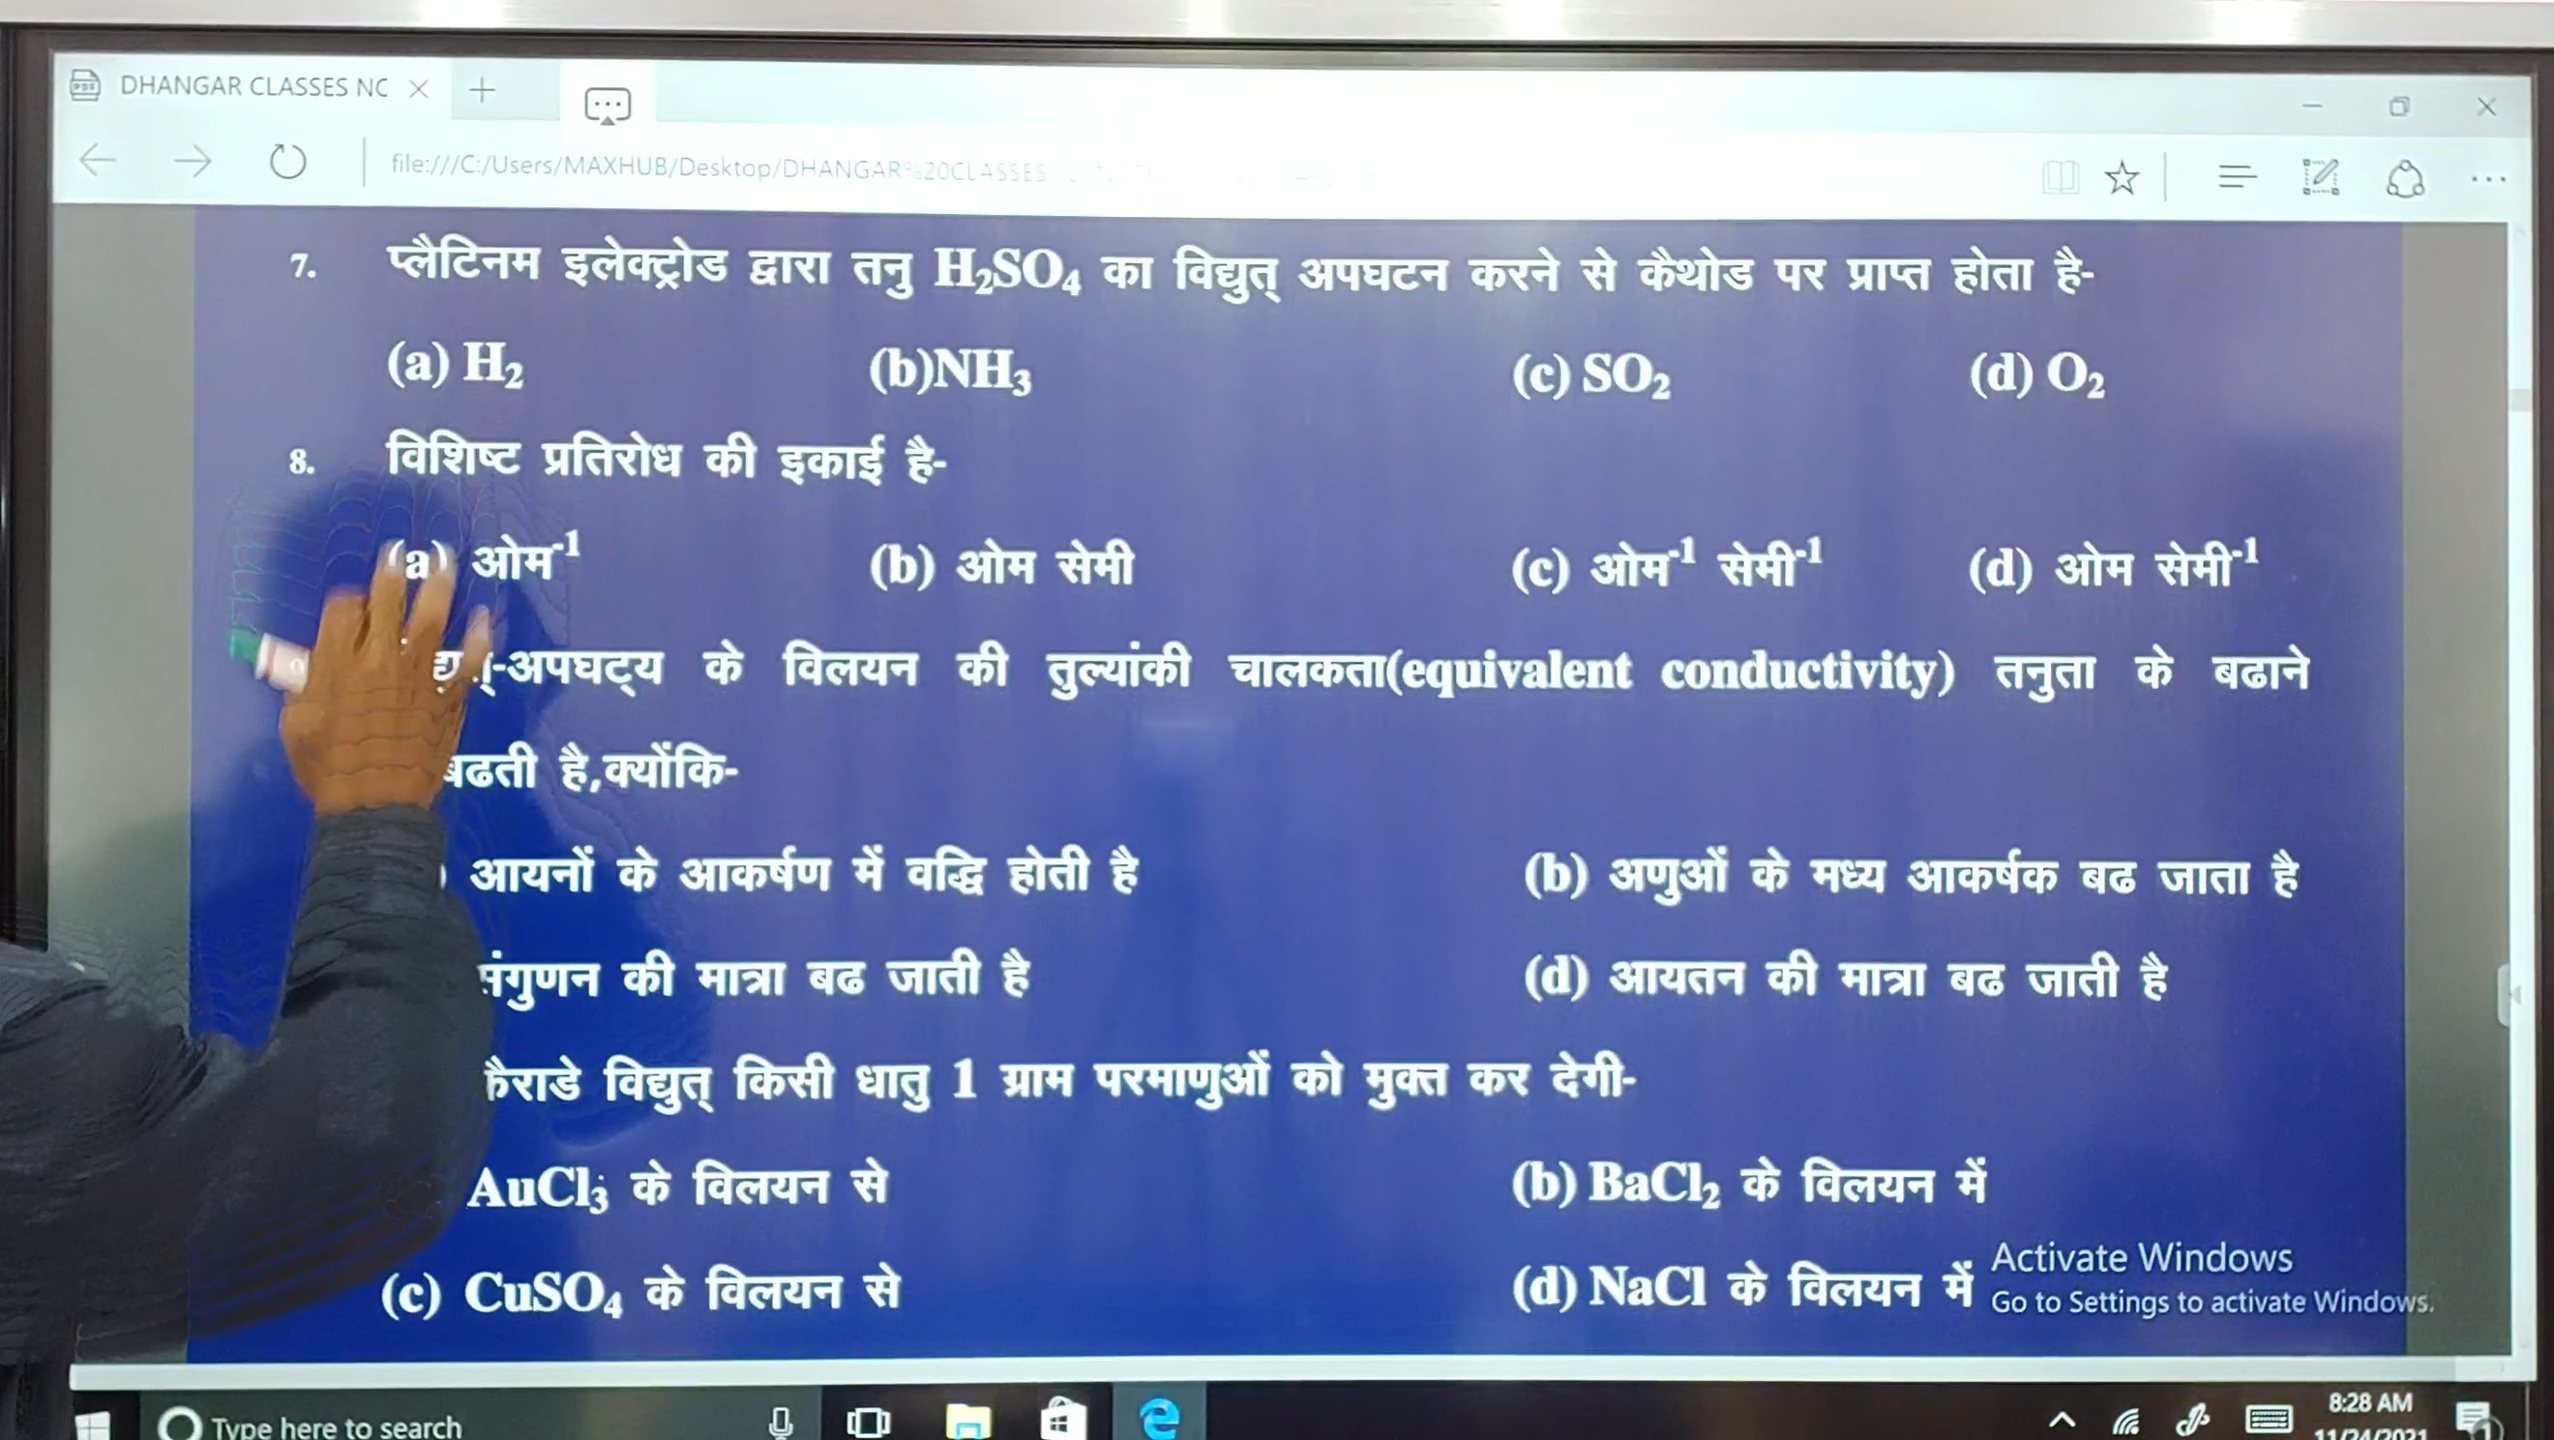 DHANGAR CLASSES NC
file:///C:/Users/MAXHUB/Desktop/DHANGAR%20CLASSES
7. प्लैटिनम इलेक्ट्रोड द्वारा तनु H₂SO₄ का विद्युत् अपघटन करने से कैथोड पर प्राप्त होता है-
(a) H₂ (b)NH₃ (c) SO₂ (d) O₂
8. विशिष्ट प्रतिरोध की इकाई है-
(a) ओम⁻¹ (b) ओम सेमी (c) ओम⁻¹ सेमी⁻¹ (d) ओम सेमी⁻¹
-अपघट्य के विलयन की तुल्यांकी चालकता(equivalent conductivity) तनुता के बढाने
बढती है,क्योंकि-
आयनों के आकर्षण में वद्धि होती है (b) अणुओं के मध्य आकर्षक बढ जाता है
संगुणन की मात्रा बढ जाती है (d) आयतन की मात्रा बढ जाती है
फैराडे विद्युत् किसी धातु 1 ग्राम परमाणुओं को मुक्त कर देगी-
AuCl₃ के विलयन से (b) BaCl₂ के विलयन में
(c) CuSO₄ के विलयन से (d) NaCl के विलयन में
Activate Windows
Go to Settings to activate Windows.
Type here to search
8:28 AM
11/24/2021